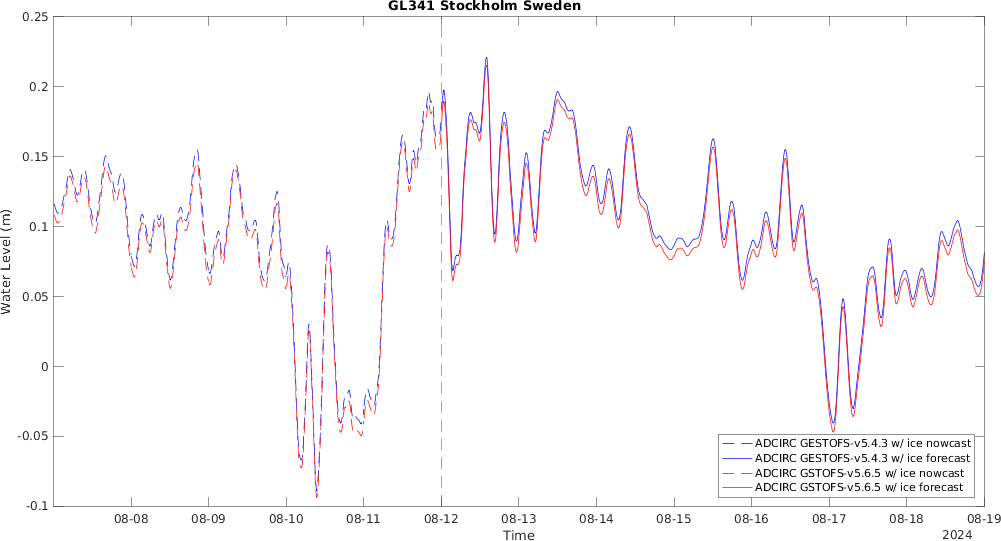 GL341 Stockholm Sweden
0.25
0.2
0.15
0.1
0.05
0
-0.05
-0.1
Water Level (m)
ADCIRC GESTOFS-v5.4.3 w/ ice nowcast
ADCIRC GESTOFS-v5.4.3 w/ ice forecast
ADCIRC GSTOFS-v5.6.5 w/ ice nowcast
ADCIRC GSTOFS-v5.6.5 w/ ice forecast
08-08 08-09 08-10 08-11 08-12 08-13 08-14 08-15 08-16 08-17 08-18 08-19
Time
2024